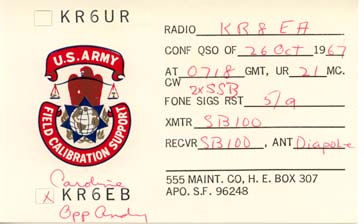 KR6UR
RADIO KR8EA
CONF QSO OF 26 Oct 1967
AT 0718 GMT, UR 21 MC.
CW 2xSSB
FONE SIGS RST 5/9
XMTR SB100
RECVR SB100, ANT Diapole
U.S. ARMY
FIELD CALIBRATION SUPPORT
Caroline
x KR6EB
Opp Andy
555 MAINT. CO, H. E. BOX 307
APO. S.F. 96248